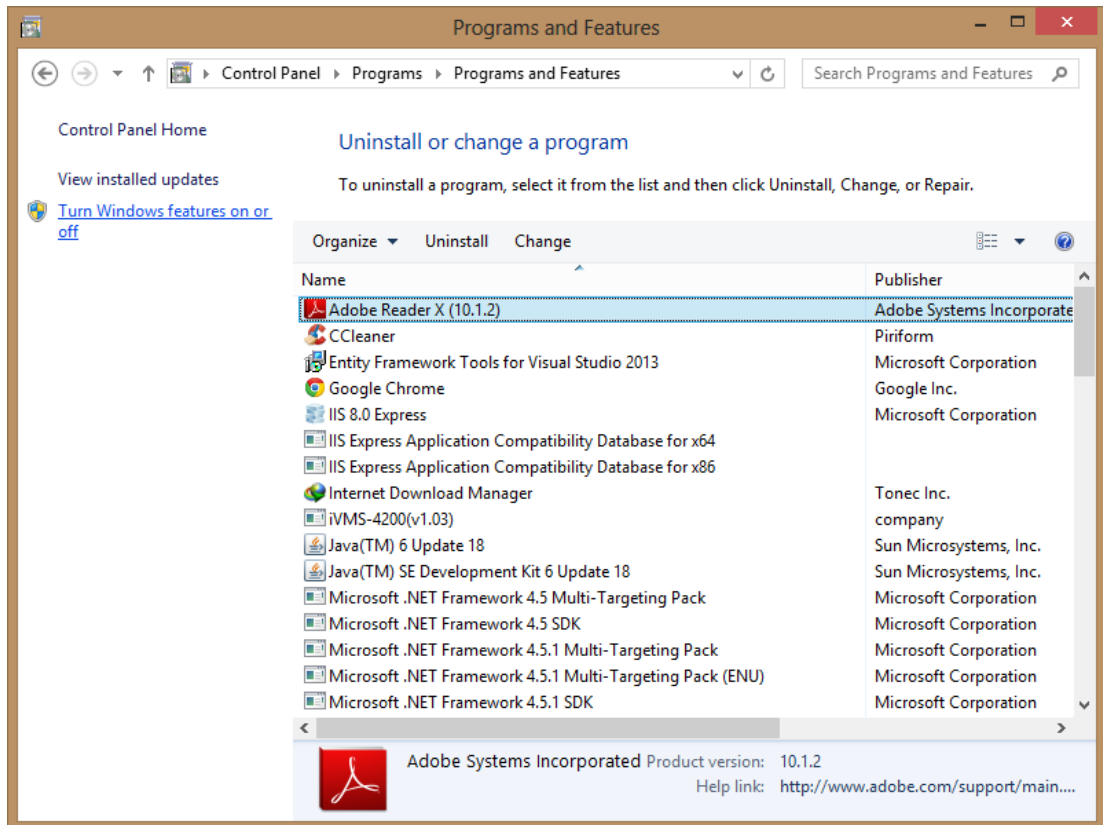 Programs and Features
Control Panel Programs Programs and Features
Search Programs and Features
Control Panel Home
View installed updates
Turn Windows features on or
off
Uninstall or change a program
To uninstall a program, select it from the list and then click Uninstall, Change, or Repair.
Organize Uninstall Change
Name Publisher
Adobe Reader X (10.1.2) Adobe Systems Incorporate
CCleaner Piriform
Entity Framework Tools for Visual Studio 2013 Microsoft Corporation
Google Chrome Google Inc.
IIS 8.0 Express Microsoft Corporation
IIS Express Application Compatibility Database for x64
IIS Express Application Compatibility Database for x86
Internet Download Manager Tonec Inc.
iVMS-4200(v1.03) company
Java(TM) 6 Update 18 Sun Microsystems, Inc.
Java(TM) SE Development Kit 6 Update 18 Sun Microsystems, Inc.
Microsoft .NET Framework 4.5 Multi-Targeting Pack Microsoft Corporation
Microsoft .NET Framework 4.5 SDK Microsoft Corporation
Microsoft .NET Framework 4.5.1 Multi-Targeting Pack Microsoft Corporation
Microsoft .NET Framework 4.5.1 Multi-Targeting Pack (ENU) Microsoft Corporation
Microsoft .NET Framework 4.5.1 SDK Microsoft Corporation
Adobe Systems Incorporated Product version: 10.1.2
Help link: http://www.adobe.com/support/main....